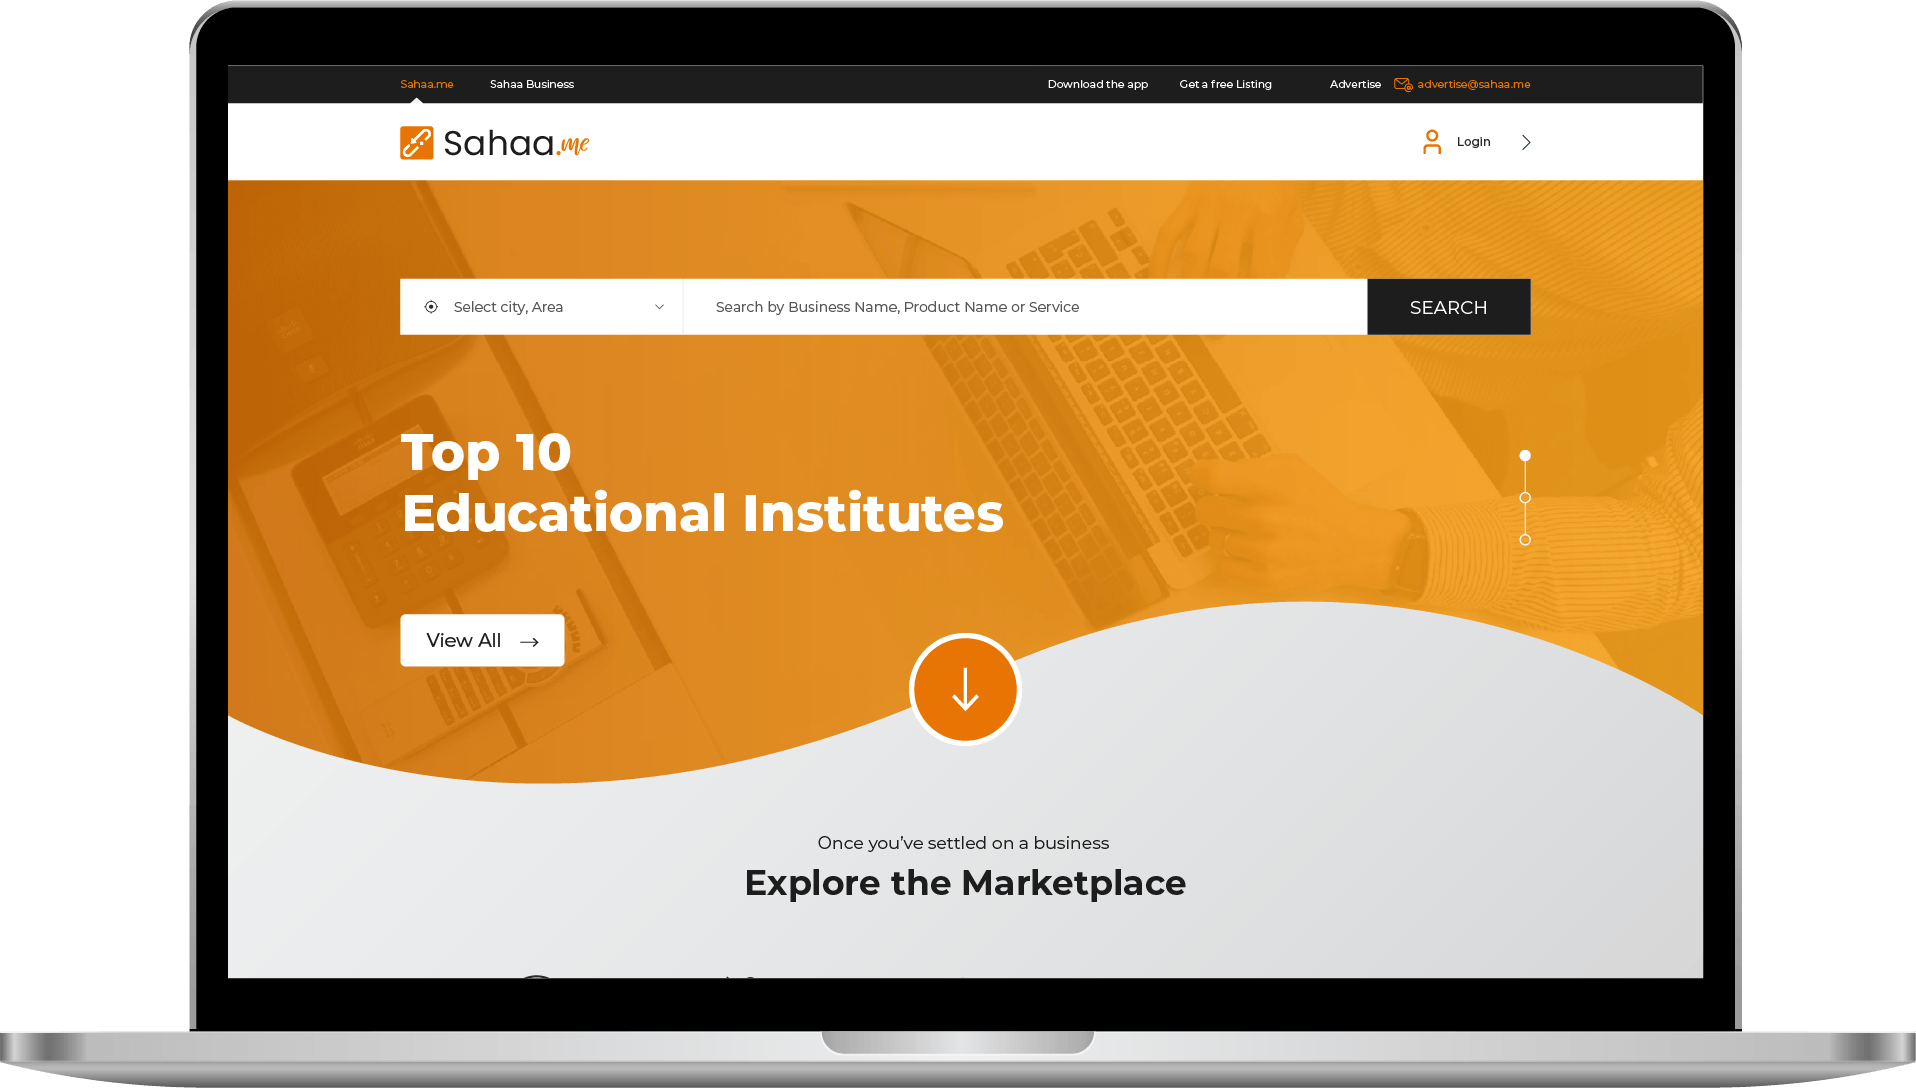 Sahaa.me Sahaa Business Download the app Get a free Listing Advertise advertise@sahaa.me
Sahaa.me Login
Select city, Area Search by Business Name, Product Name or Service SEARCH
Top 10
Educational Institutes
View All
Once you've settled on a business
Explore the Marketplace